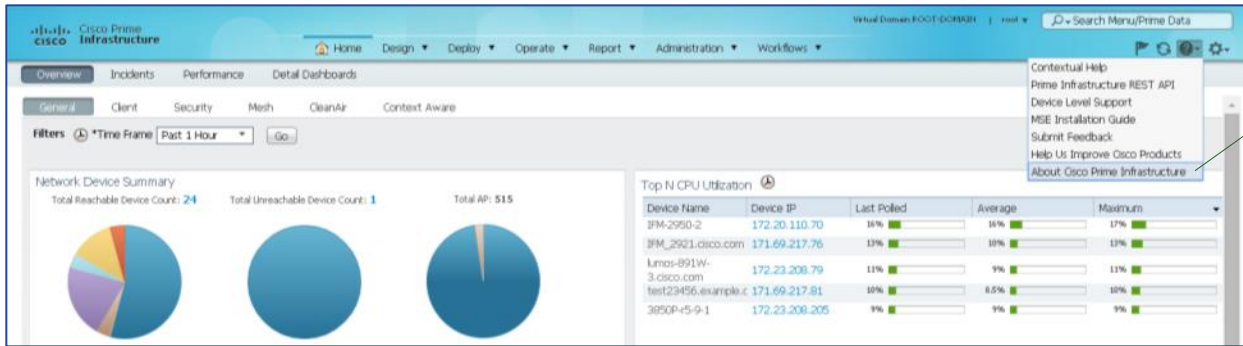 Virtual Domain ROOT-DOMAIN | root Search Menu/Prime Data
cisco Cisco Prime Infrastructure
Home Design Deploy Operate Report Administration Workflows
Overview Incidents Performance Detail Dashboards
General Client Security Mesh CleanAir Context Aware
Filters *Time Frame Past 1 Hour Go
Contextual Help
Prime Infrastructure REST API
Device Level Support
MSE Installation Guide
Submit Feedback
Help Us Improve Cisco Products
About Cisco Prime Infrastructure
Network Device Summary
Total Reachable Device Count: 24 Total Unreachable Device Count: 1 Total AP: 515
Top N CPU Utilization
Device Name Device IP Last Polled Average Maximum
IFM-2950-2 172.20.110.70 16% 16% 17%
IFM_2921.cisco.com 171.69.217.76 13% 10% 13%
lumos-891W-3.cisco.com 172.23.208.79 11% 9% 11%
test23456.example.c 171.69.217.81 10% 8.5% 10%
3850P-r5-9-1 172.23.208.205 9% 9% 9%